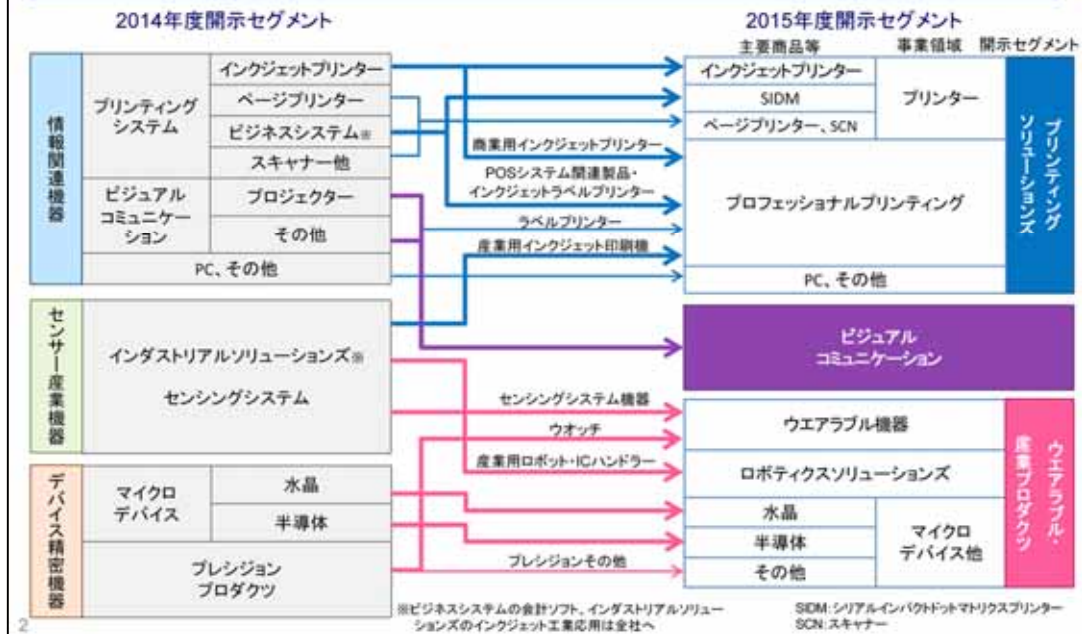 2014年度開示セグメント
2015年度開示セグメント
主要商品等
事業領域
開示セグメント
情報関連機器
プリンティング
システム
インクジェットプリンター
ページプリンター
ビジネスシステム※
スキャナー他
ビジュアル
コミュニケー
ション
プロジェクター
その他
PC、その他
センサー産業機器
インダストリアルソリューションズ※
センシングシステム
デバイス精密機器
マイクロ
デバイス
水晶
半導体
プレシジョン
プロダクツ
商業用インクジェットプリンター
POSシステム関連製品・
インクジェットラベルプリンター
ラベルプリンター
産業用インクジェット印刷機
センシングシステム機器
ウオッチ
産業用ロボット・ICハンドラー
プレシジョンその他
インクジェットプリンター
SIDM
ページプリンター、SCN
プリンター
プロフェッショナルプリンティング
PC、その他
プリンティング
ソリューションズ
ビジュアル
コミュニケーション
ウエアラブル機器
ロボティクスソリューションズ
水晶
半導体
その他
マイクロ
デバイス他
ウエアラブル・
産業プロダクツ
※ビジネスシステムの会計ソフト、インダストリアルソリュー
ションズのインクジェット工業応用は全社へ
SIDM:シリアルインパクトドットマトリクスプリンター
SCN:スキャナー
2